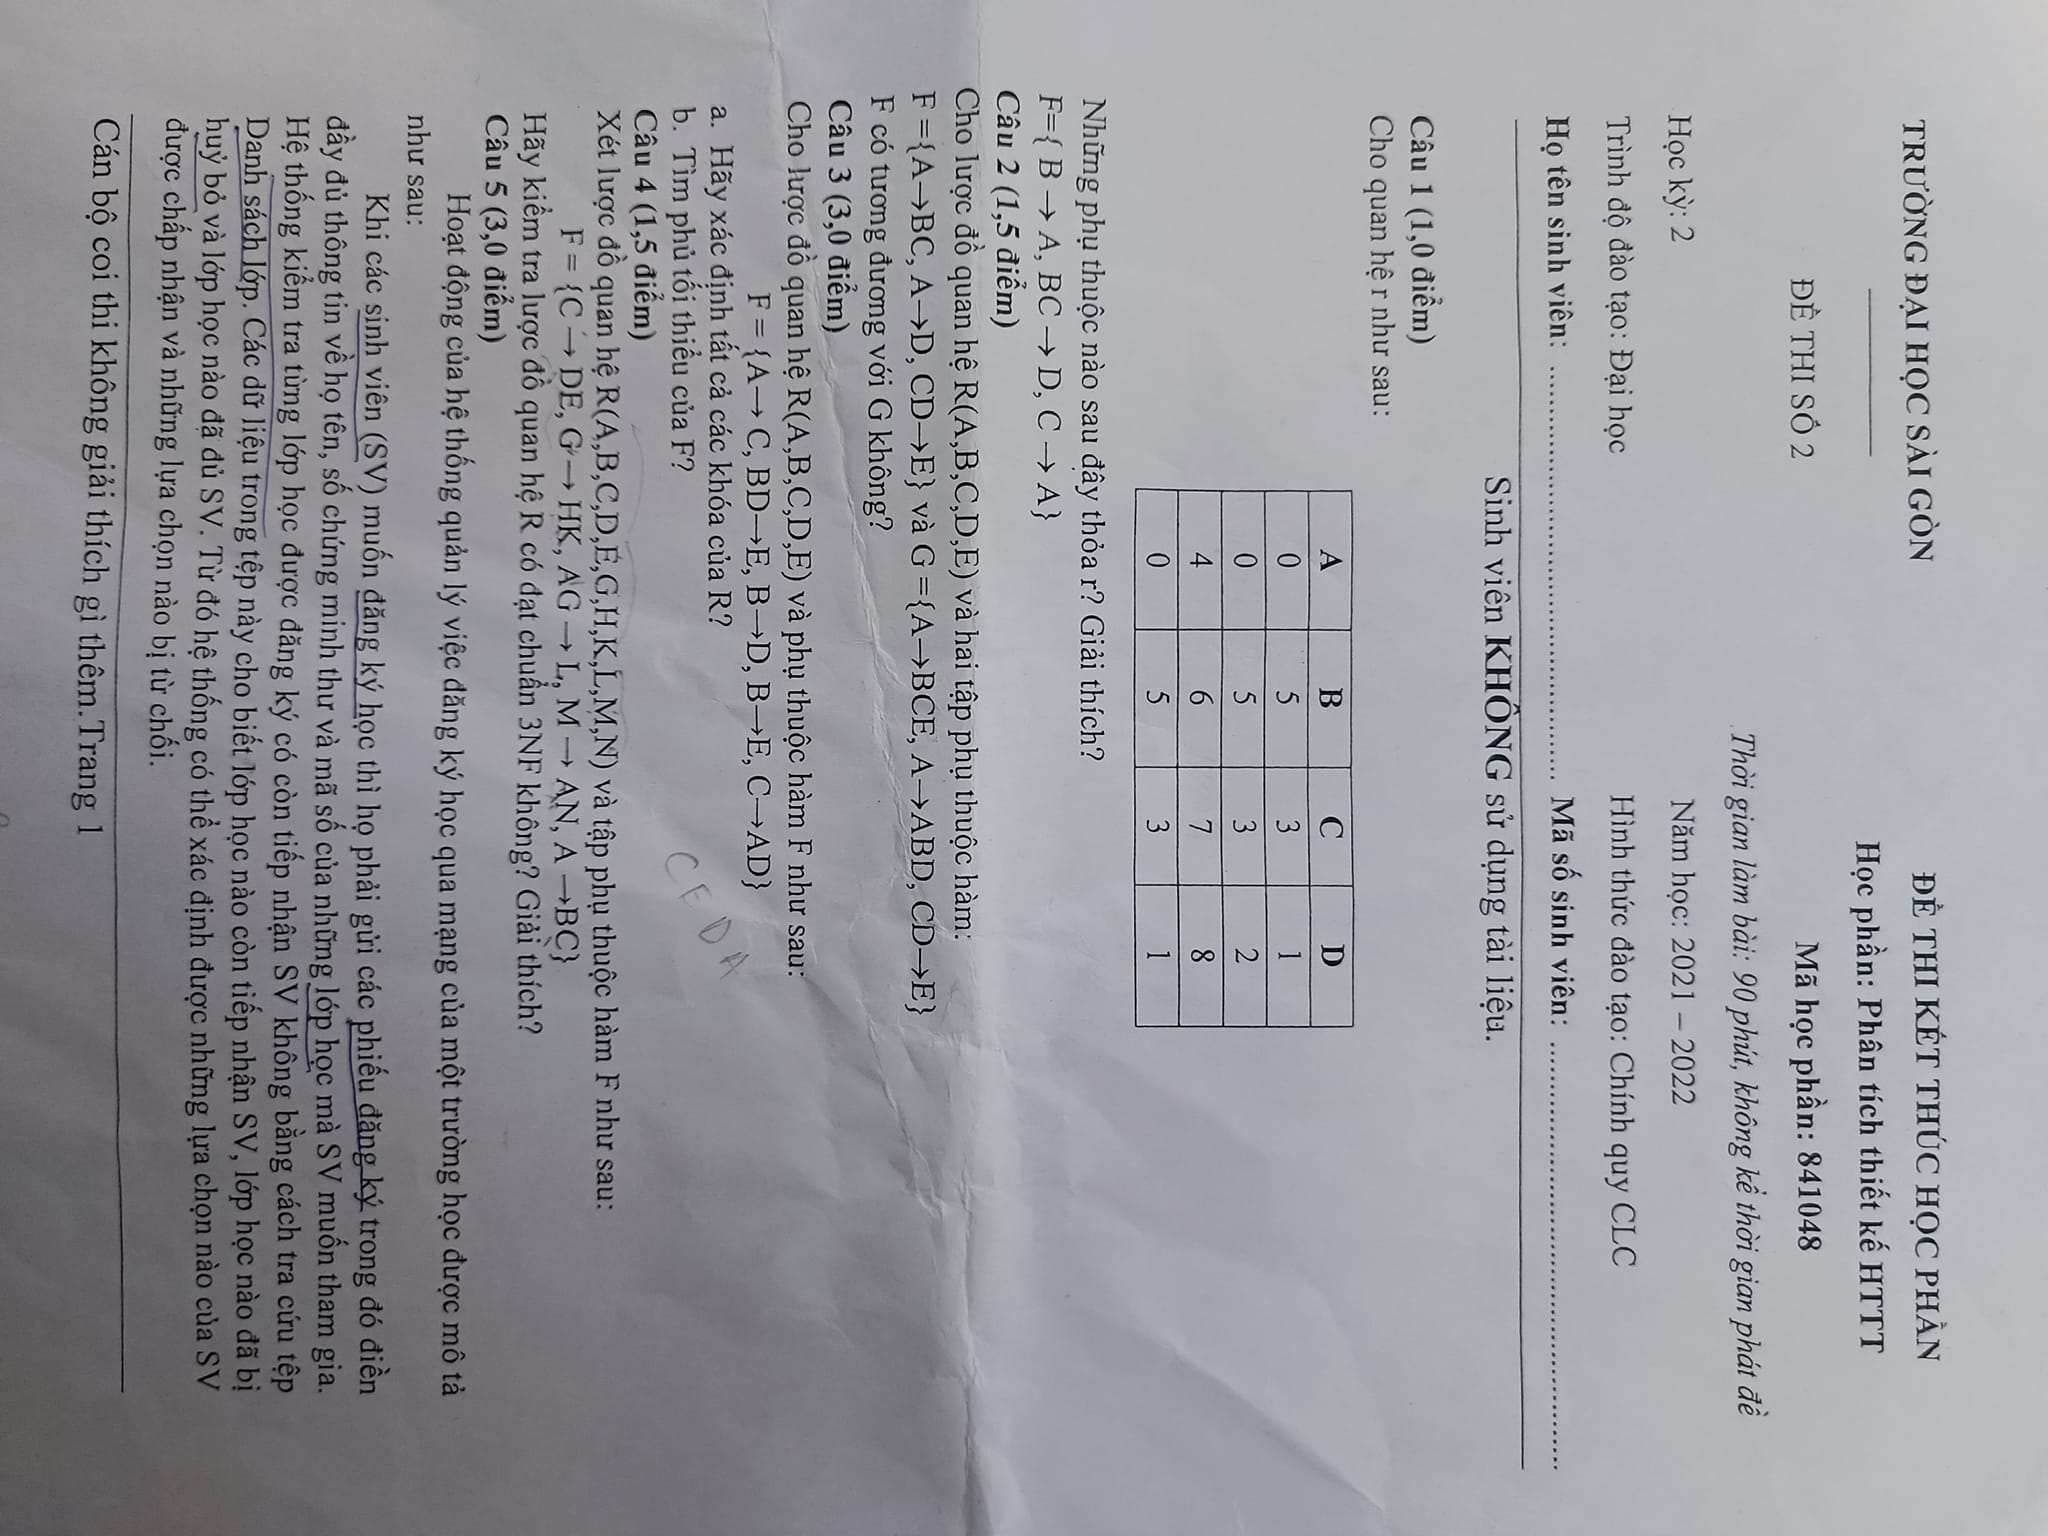 TRƯỜNG ĐẠI HỌC SÀI GÒN
ĐỀ THI KẾT THÚC HỌC PHẦN
Học phần: Phân tích thiết kế HTTT
ĐỀ THI SỐ 2
Mã học phần: 841048
Thời gian làm bài: 90 phút, không kể thời gian phát đề
Học kỳ: 2
Năm học: 2021 – 2022
Trình độ đào tạo: Đại học
Hình thức đào tạo: Chính quy CLC
Họ tên sinh viên:
Mã số sinh viên:
Sinh viên KHÔNG sử dụng tài liệu.
Câu 1 (1,0 điểm)
Cho quan hệ r như sau:
A B C D
0 5 3 1
0 5 3 2
4 6 7 8
0 5 3 1
Những phụ thuộc nào sau đây thỏa r? Giải thích?
F={ B → A, BC → D, C → A}
Câu 2 (1,5 điểm)
Cho lược đồ quan hệ R(A,B,C,D,E) và hai tập phụ thuộc hàm:
F ={A→BC, A→D, CD→E} và G ={A→BCE, A→ABD, CD→E}
F có tương đương với G không?
Câu 3 (3,0 điểm)
Cho lược đồ quan hệ R(A,B,C,D,E) và phụ thuộc hàm F như sau:
F = {A→ C, BD→E, B→D, B→E, C→AD}
a. Hãy xác định tất cả các khóa của R?
b. Tìm phủ tối thiểu của F?
CEDA
Câu 4 (1,5 điểm)
Xét lược đồ quan hệ R(A,B,C,D,E,G,H,K,L,M,N) và tập phụ thuộc hàm F như sau:
F = {C → DE, G → HK, AG → L, M → AN, A →BC}
Hãy kiểm tra lược đồ quan hệ R có đạt chuẩn 3NF không? Giải thích?
Câu 5 (3,0 điểm)
Hoạt động của hệ thống quản lý việc đăng ký học qua mạng của một trường học được mô tả
như sau:
Khi các sinh viên (SV) muốn đăng ký học thì họ phải gửi các phiếu đăng ký trong đó điền
đầy đủ thông tin về họ tên, số chứng minh thư và mã số của những lớp học mà SV muốn tham gia.
Hệ thống kiểm tra từng lớp học được đăng ký có còn tiếp nhận SV không bằng cách tra cứu tệp
Danh sách lớp. Các dữ liệu trong tệp này cho biết lớp học nào còn tiếp nhận SV, lớp học nào đã bị
huỷ bỏ và lớp học nào đã đủ SV. Từ đó hệ thống có thể xác định được những lựa chọn nào của SV
được chấp nhận và những lựa chọn nào bị từ chối.
Cán bộ coi thi không giải thích gì thêm.Trang 1